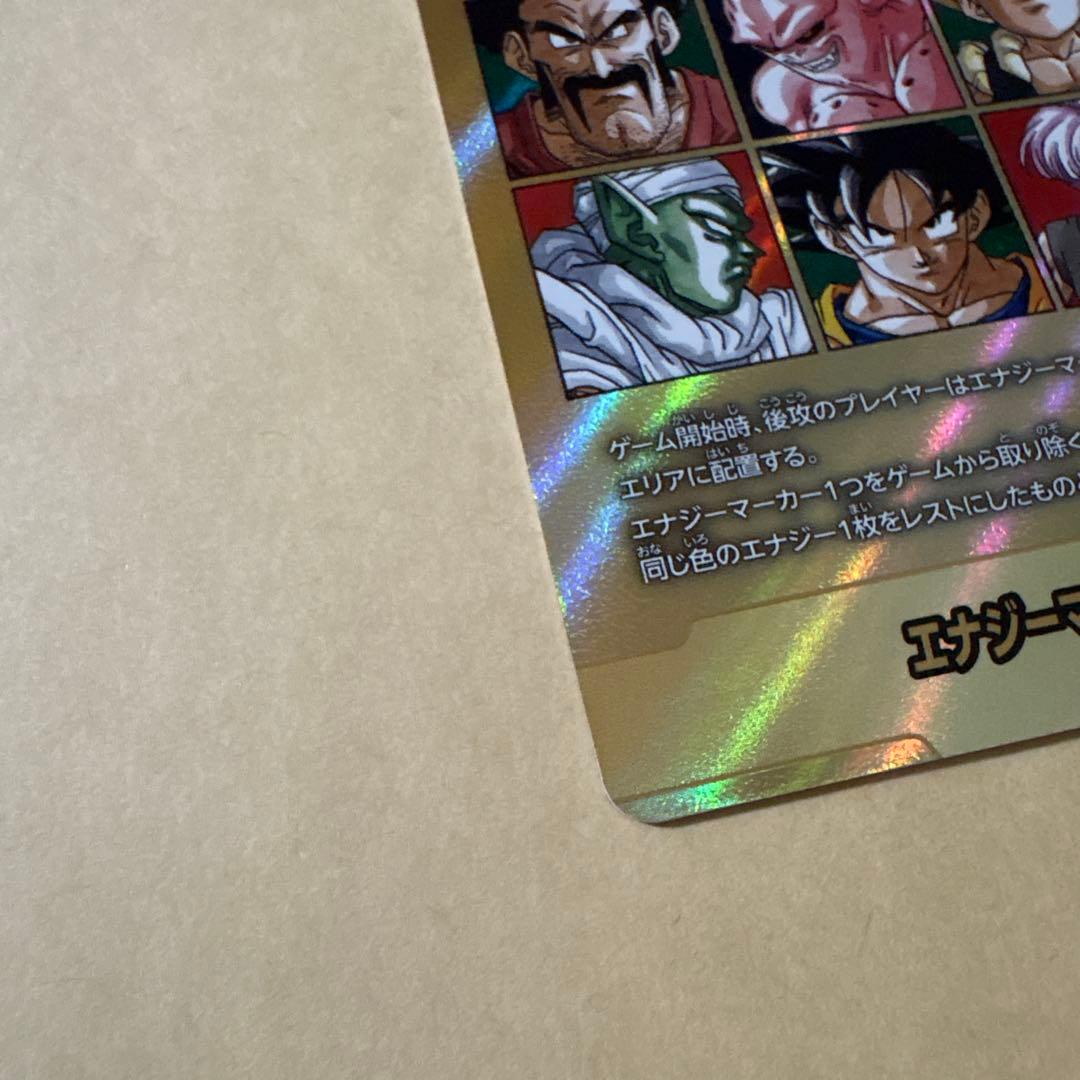 ゲーム開始時、後攻のプレイヤーはエナジーマ
エリアに配置する。
エナジーマーカー1つをゲームから取り除く
同じ色のエナジー1枚をレストにしたものと
エナジーマ